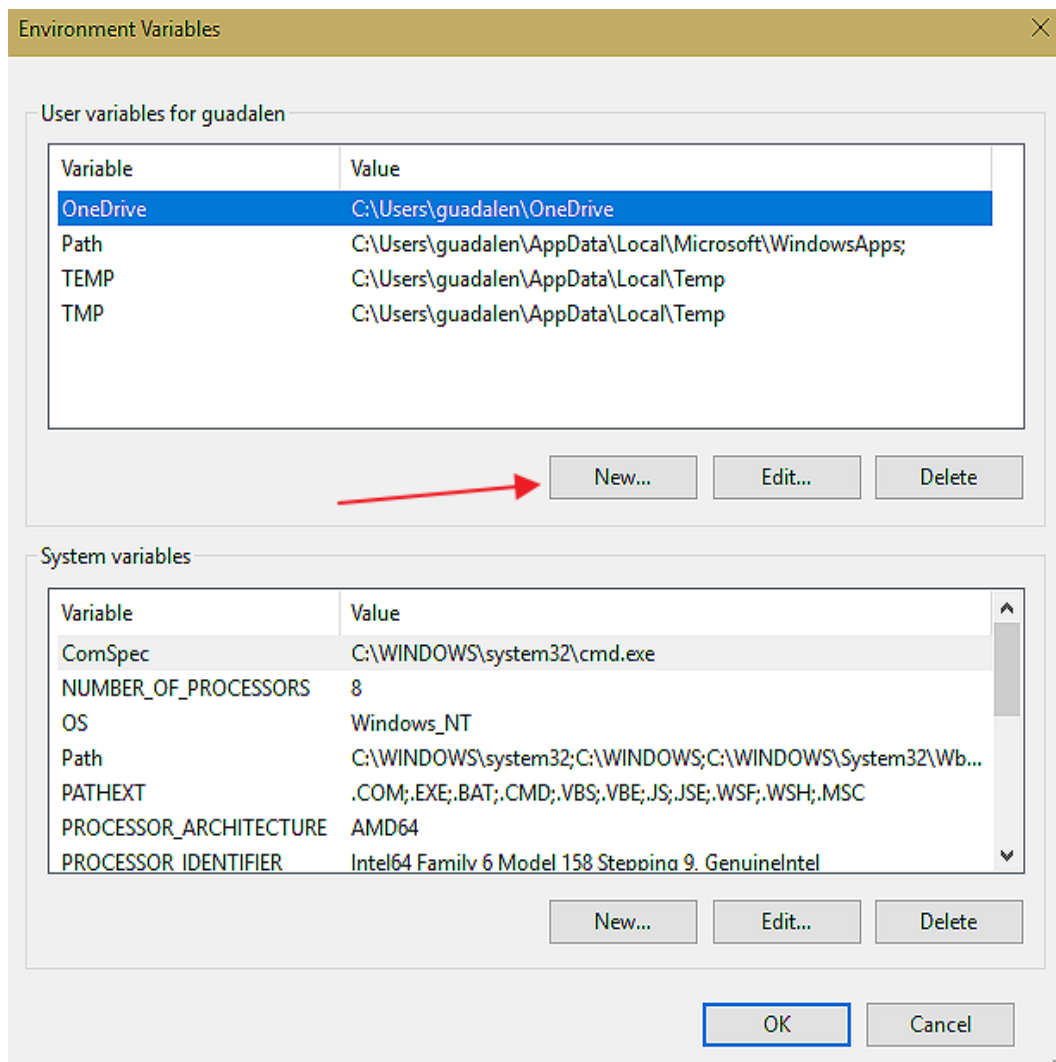 Environment Variables
User variables for guadalen
Variable Value
OneDrive C:\Users\guadalen\OneDrive
Path C:\Users\guadalen\AppData\Local\Microsoft\WindowsApps;
TEMP C:\Users\guadalen\AppData\Local\Temp
TMP C:\Users\guadalen\AppData\Local\Temp
New... Edit... Delete
System variables
Variable Value
ComSpec C:\WINDOWS\system32\cmd.exe
NUMBER_OF_PROCESSORS 8
OS Windows_NT
Path C:\WINDOWS\system32;C:\WINDOWS;C:\WINDOWS\System32\Wb...
PATHEXT .COM;.EXE;.BAT;.CMD;.VBS;.VBE;.JS;.JSE;.WSF;.WSH;.MSC
PROCESSOR_ARCHITECTURE AMD64
PROCESSOR_IDENTIFIER Intel64 Family 6 Model 158 Stepping 9, GenuineIntel
New... Edit... Delete
OK Cancel